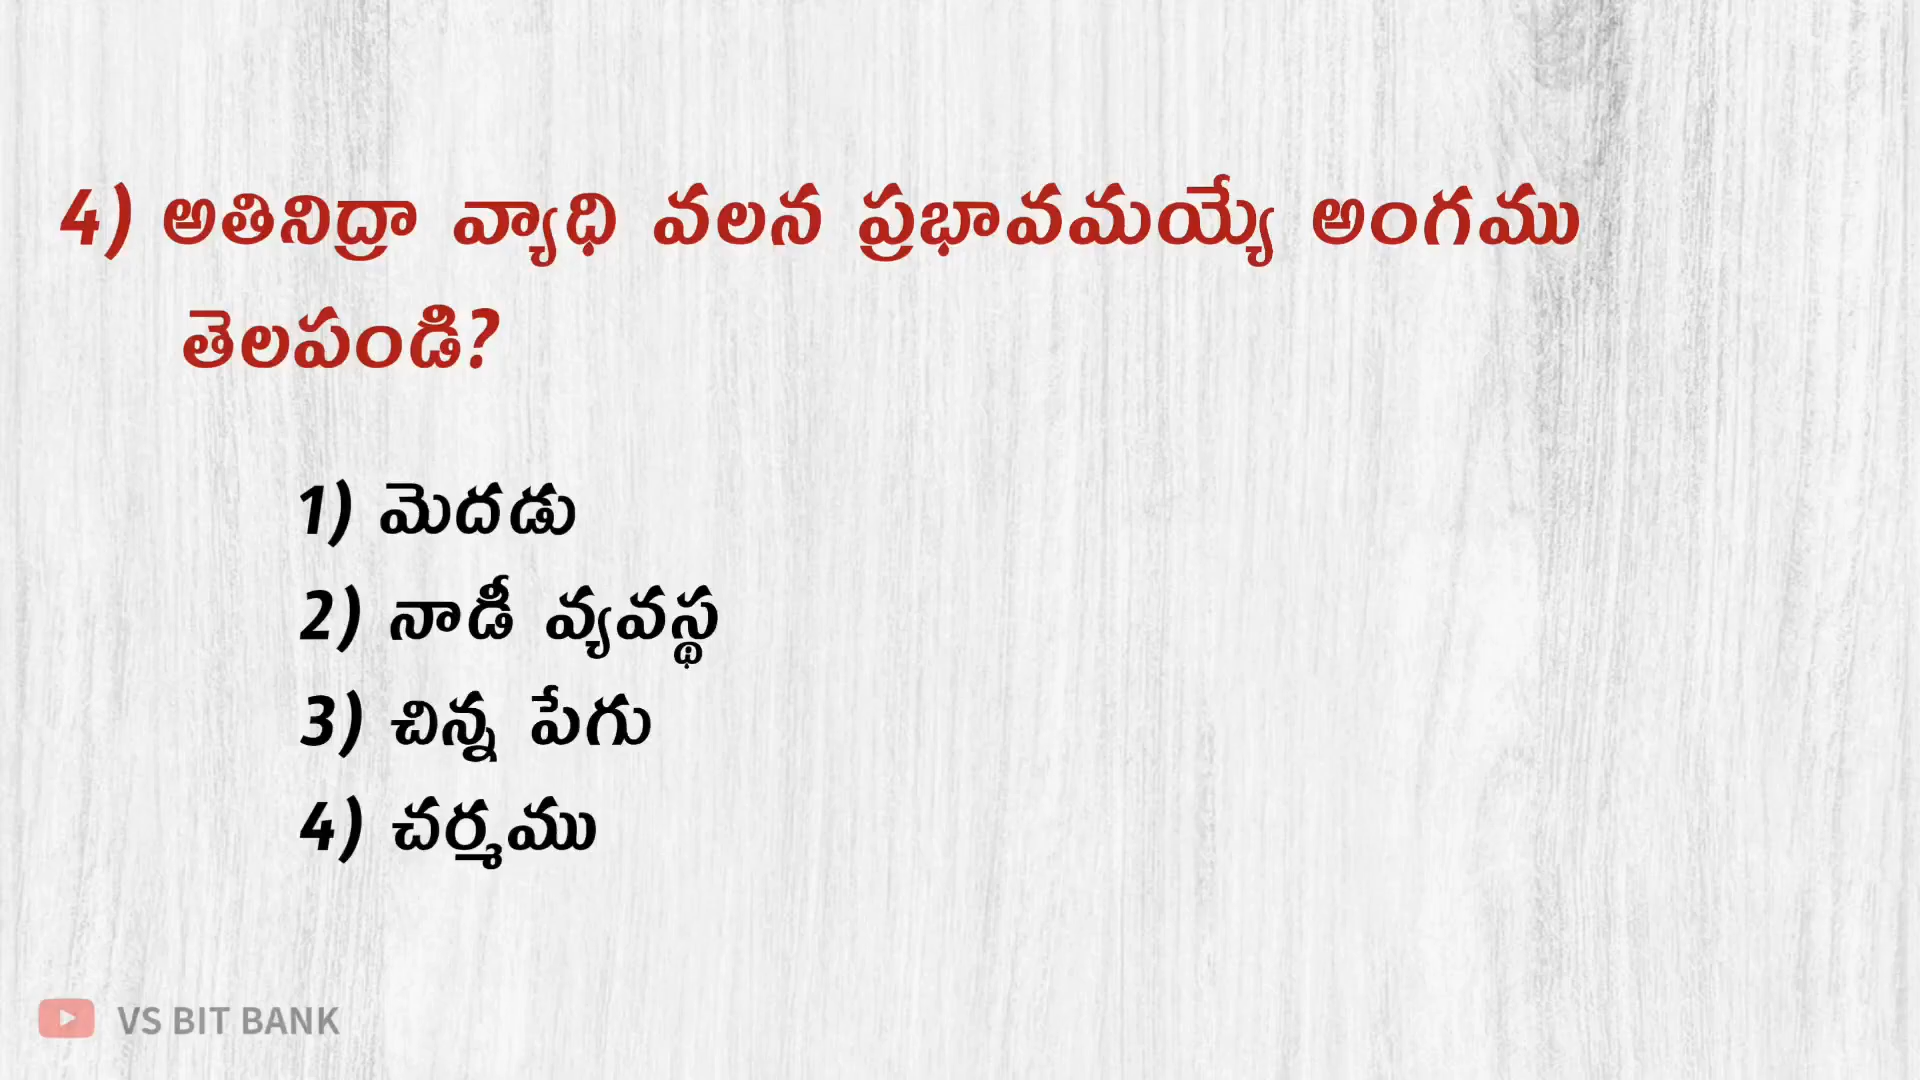 4) అతినిద్రా వ్యాధి వలన ప్రభావమయ్యే అంగము
తెలపండి?
1) మెదడు
2) నాడీ వ్యవస్థ
3) చిన్న పేగు
4) చర్మము
VS BIT BANK